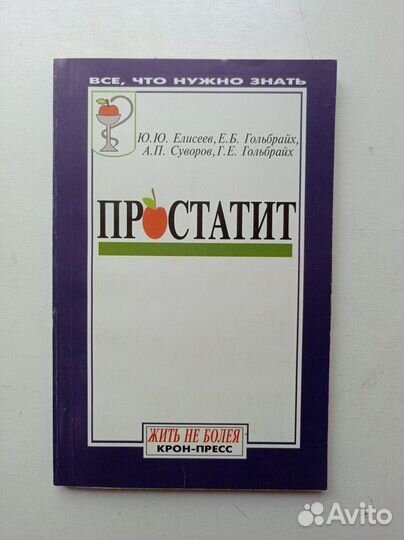 ВСЕ, ЧТО НУЖНО ЗНАТЬ
Ю.Ю. Елисеев, Е.Б. Гольбрайх,
А.П. Суворов, Г.Е. Гольбрайх
ПРОСТАТИТ
ЖИТЬ НЕ БОЛЕЯ
КРОН-ПРЕСС
Avito